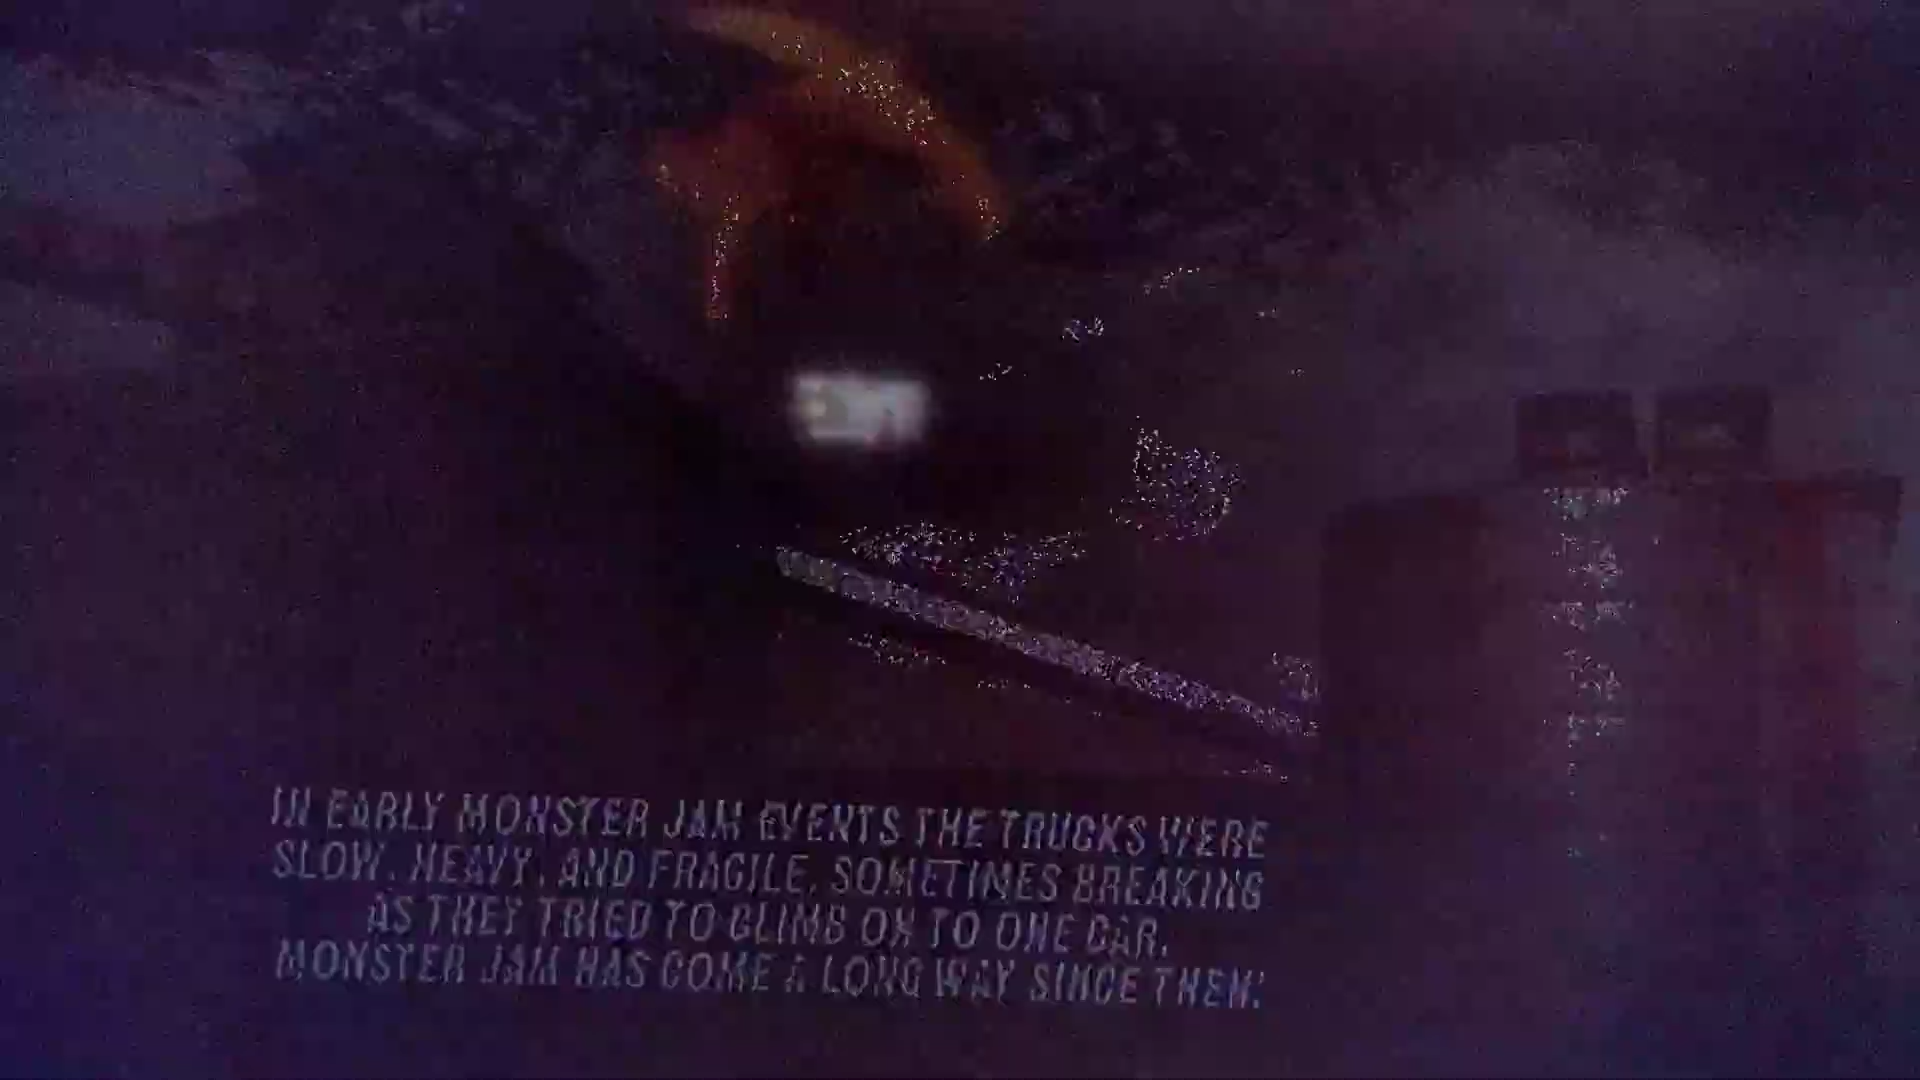 IN EARLY MONSTER JAM EVENTS THE TRUCKS WERE
SLOW, HEAVY, AND FRAGILE, SOMETIMES BREAKING
AS THEY TRIED TO CLIMB ON TO ONE CAR.
MONSTER JAM HAS COME A LONG WAY SINCE THEN!